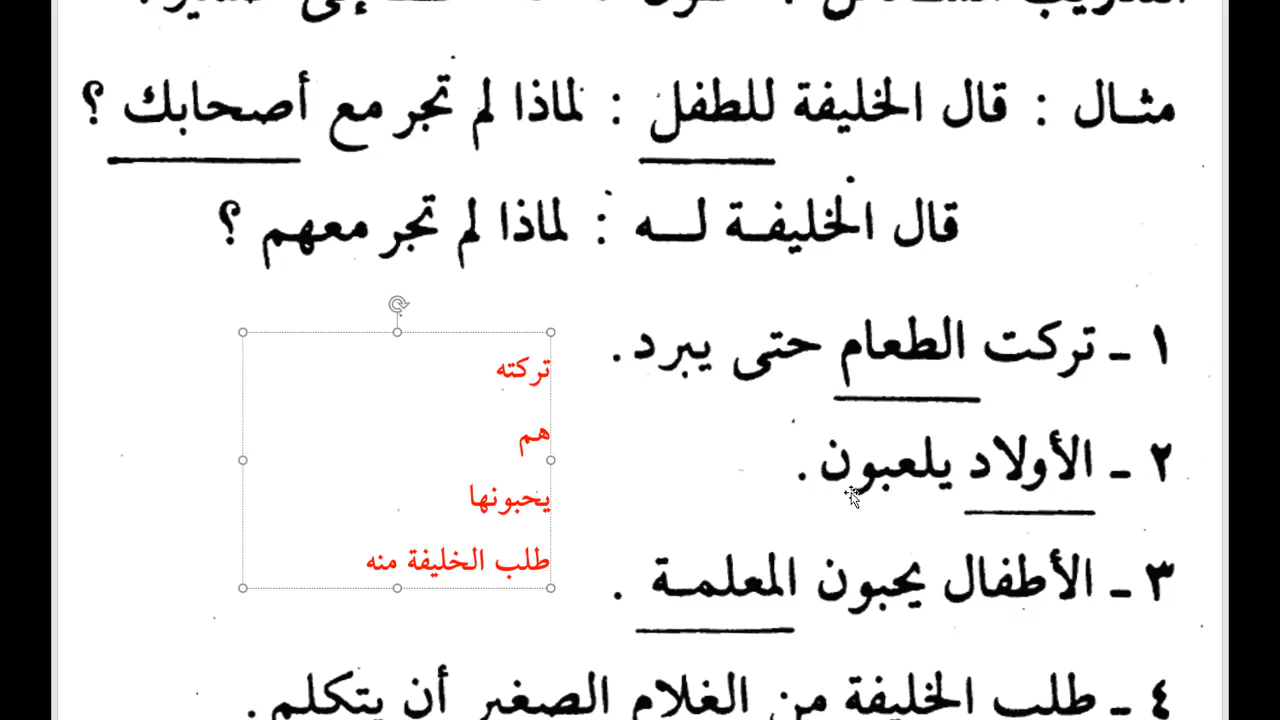 مثال : قال الخليفة للطفل : لماذا لم تجر مع أصحابك ؟
قال الخليفة له : لماذا لم تجر معهم ؟
١ - تركت الطعام حتى يبرد .
٢ - الأولاد يلعبون .
٣ - الأطفال يحبون المعلمة .
٤ - طلب الخليفة من الغلام الصغير أن يتكلم .
تركته
هم
يحبونها
طلب الخليفة منه